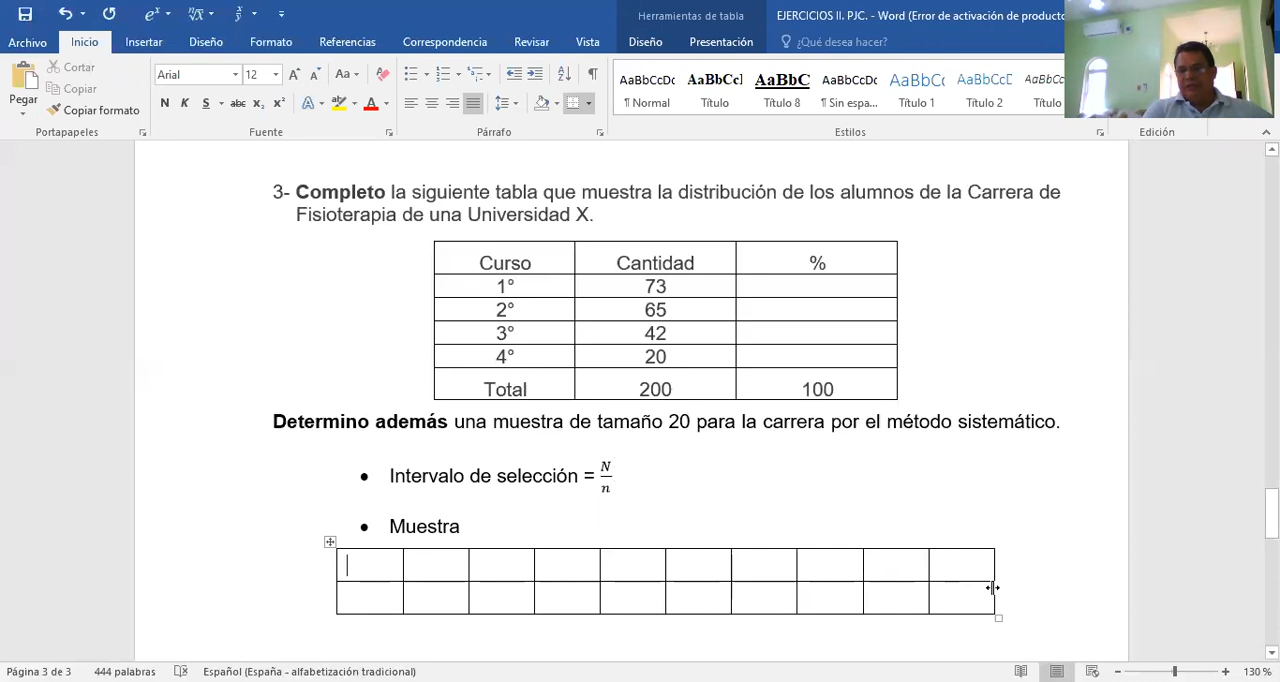 Herramientas de tabla
EJERCICIOS II. PJC. - Word (Error de activación de producto
Archivo Inicio Insertar Diseño Formato Referencias Correspondencia Revisar Vista Diseño Presentación ¿Qué desea hacer?
Pegar
Cortar
Copiar
Copiar formato
Arial 12
Portapapeles Fuente Párrafo Estilos Edición
AaBbCcDc AaBbCcl AaBbC AaBbCcDc AaBbCc AaBbCcD AaBbCc
¶ Normal Título Título 8 ¶ Sin espa... Título 1 Título 2 Título
3- Completo la siguiente tabla que muestra la distribución de los alumnos de la Carrera de
Fisioterapia de una Universidad X.
Curso Cantidad %
1° 73
2° 65
3° 42
4° 20
Total 200 100
Determino además una muestra de tamaño 20 para la carrera por el método sistemático.
• Intervalo de selección = N/n
• Muestra
Página 3 de 3 444 palabras Español (España - alfabetización tradicional) 130 %